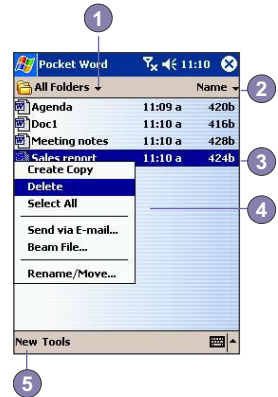 1
Pocket Word 11:10
All Folders Name
2
Agenda 11:09 a 420b
Doc1 11:10 a 416b
Meeting notes 11:10 a 428b
Sales report 11:10 a 424b
3
Create Copy
Delete
Select All
4
Send via E-mail...
Beam File...
Rename/Move...
New Tools
5